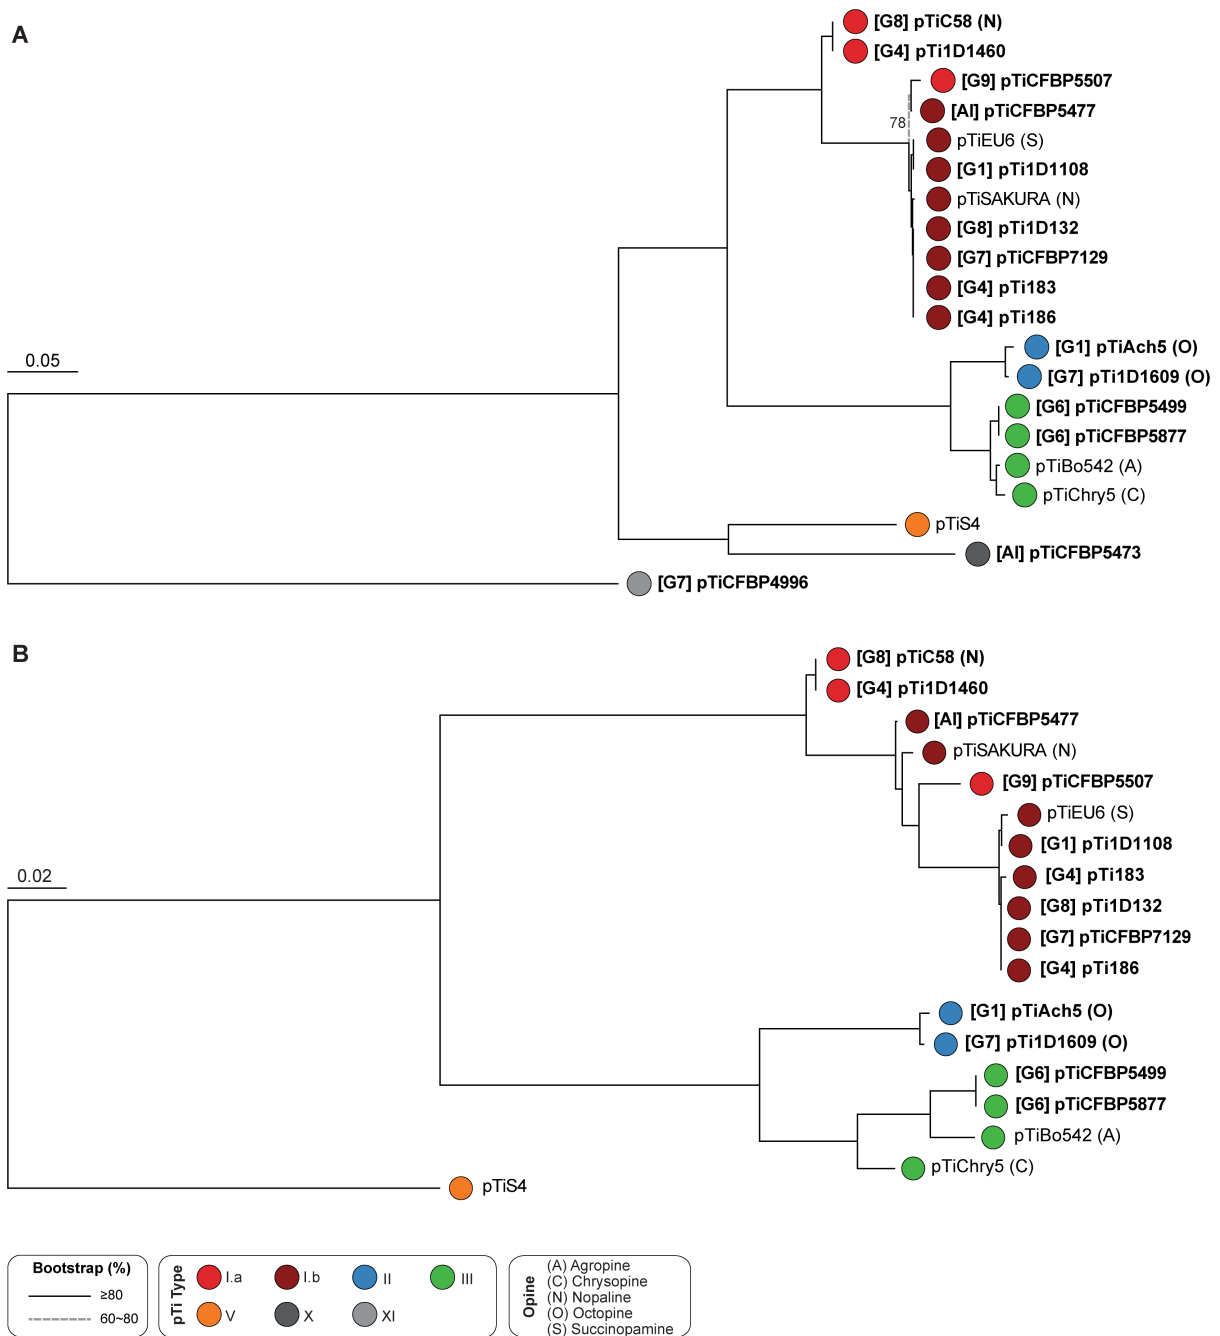 A
[G8] pTiC58 (N)
[G4] pTi1D1460
[G9] pTiCFBP5507
[AI] pTiCFBP5477
78
pTiEU6 (S)
[G1] pTi1D1108
pTiSAKURA (N)
[G8] pTi1D132
[G7] pTiCFBP7129
[G4] pTi183
[G4] pTi186
[G1] pTiAch5 (O)
0.05
[G7] pTi1D1609 (O)
[G6] pTiCFBP5499
[G6] pTiCFBP5877
pTiBo542 (A)
pTiChry5 (C)
pTiS4
[AI] pTiCFBP5473
[G7] pTiCFBP4996
B
[G8] pTiC58 (N)
[G4] pTi1D1460
[AI] pTiCFBP5477
pTiSAKURA (N)
[G9] pTiCFBP5507
pTiEU6 (S)
[G1] pTi1D1108
0.02
[G4] pTi183
[G8] pTi1D132
[G7] pTiCFBP7129
[G4] pTi186
[G1] pTiAch5 (O)
[G7] pTi1D1609 (O)
[G6] pTiCFBP5499
[G6] pTiCFBP5877
pTiBo542 (A)
pTiChry5 (C)
pTiS4
Bootstrap (%)
≥80
60~80
pTi Type
I.a
I.b
II
III
V
X
XI
Opine
(A) Agropine
(C) Chrysopine
(N) Nopaline
(O) Octopine
(S) Succinopamine